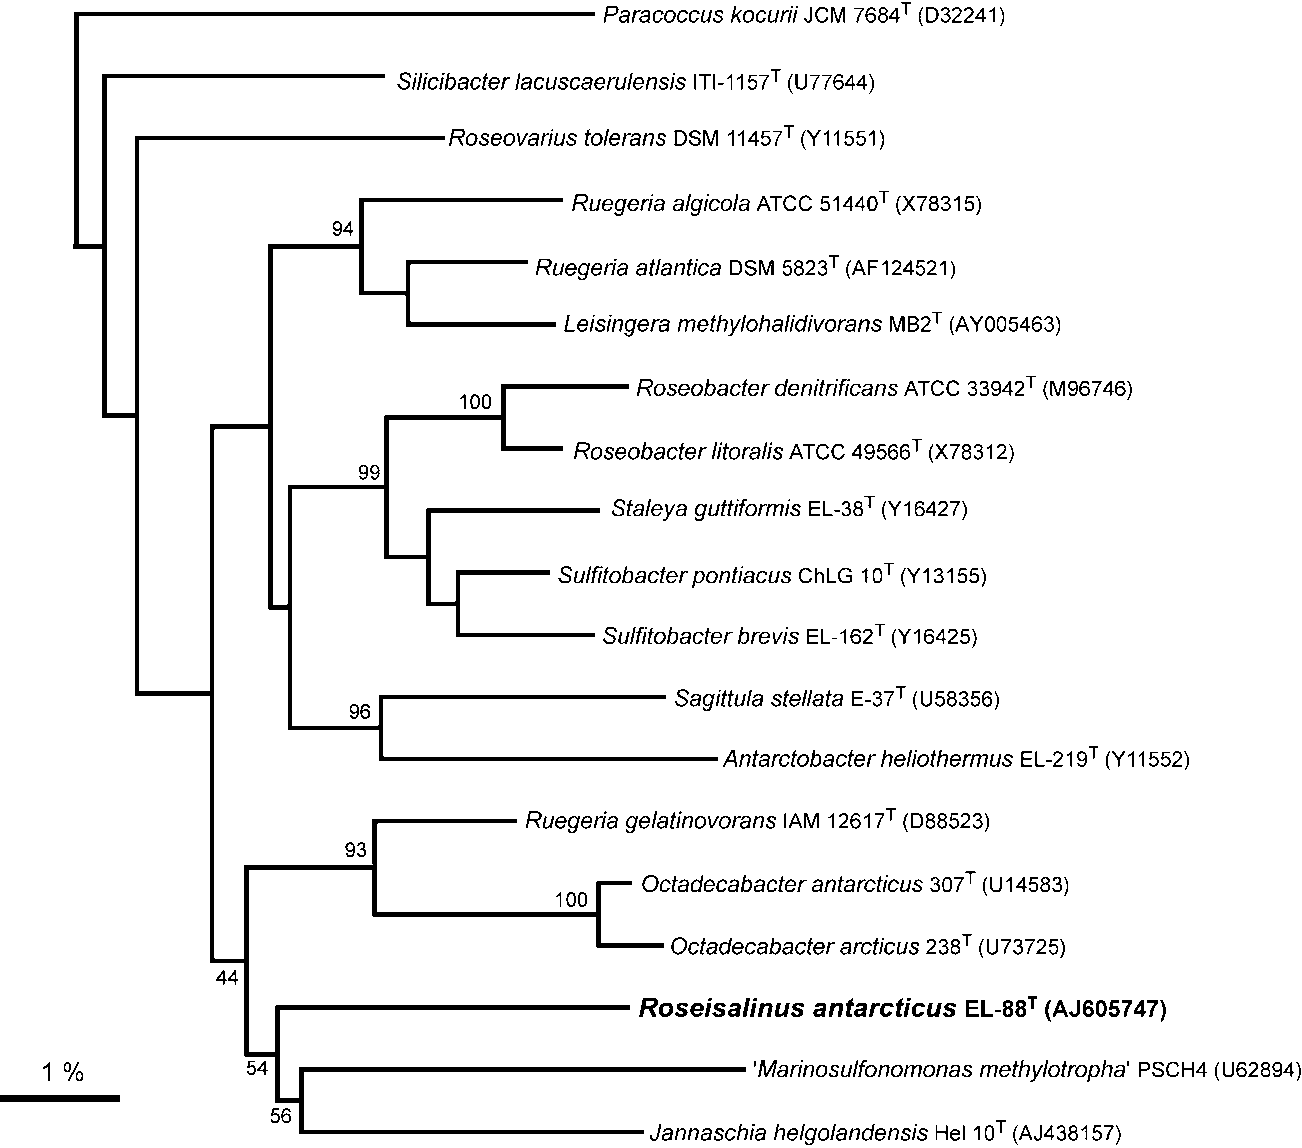 Paracoccus kocurii JCM 7684T (D32241)
Silicibacter lacuscaerulensis ITI-1157T (U77644)
Roseovarius tolerans DSM 11457T (Y11551)
Ruegeria algicola ATCC 51440T (X78315)
94
Ruegeria atlantica DSM 5823T (AF124521)
Leisingera methylohalidivorans MB2T (AY005463)
Roseobacter denitrificans ATCC 33942T (M96746)
100
Roseobacter litoralis ATCC 49566T (X78312)
99
Staleya guttiformis EL-38T (Y16427)
Sulfitobacter pontiacus ChLG 10T (Y13155)
Sulfitobacter brevis EL-162T (Y16425)
Sagittula stellata E-37T (U58356)
96
Antarctobacter heliothermus EL-219T (Y11552)
Ruegeria gelatinovorans IAM 12617T (D88523)
93
Octadecabacter antarcticus 307T (U14583)
100
Octadecabacter arcticus 238T (U73725)
44
Roseisalinus antarcticus EL-88T (AJ605747)
54
1 %
'Marinosulfonomonas methylotropha' PSCH4 (U62894)
56
Jannaschia helgolandensis Hel 10T (AJ438157)